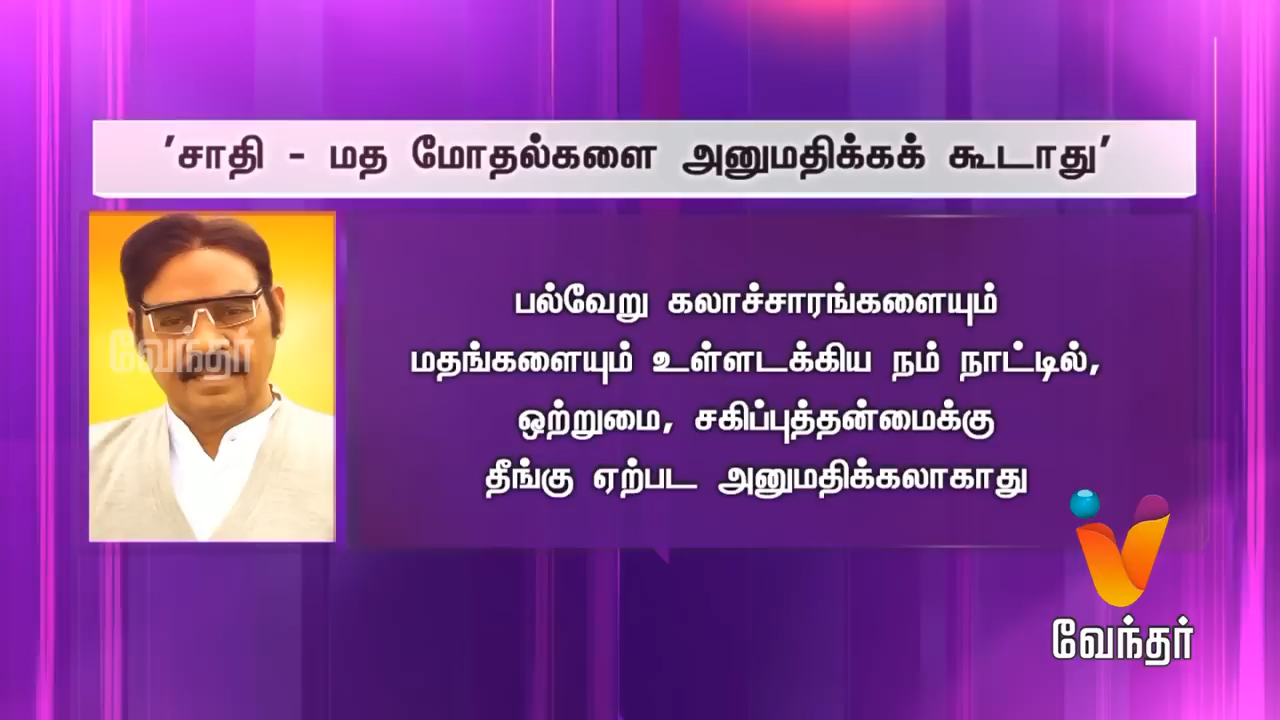 'சாதி - மத மோதல்களை அனுமதிக்கக் கூடாது'
பல்வேறு கலாச்சாரங்களையும்
மதங்களையும் உள்ளடக்கிய நம் நாட்டில்,
ஒற்றுமை, சகிப்புத்தன்மைக்கு
தீங்கு ஏற்பட அனுமதிக்கலாகாது
வேந்தர்
வேந்தர்